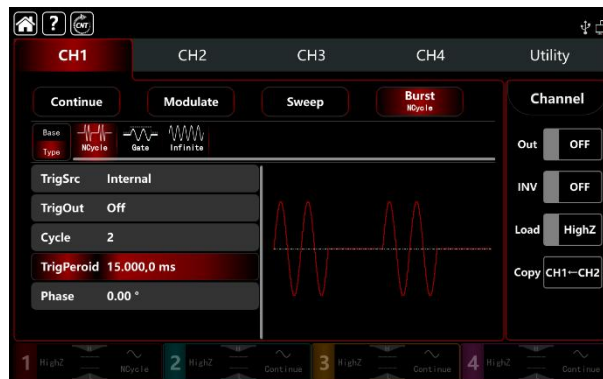 CNT
CH1 CH2 CH3 CH4 Utility
Continue Modulate Sweep Burst NCycle Channel
Base
Type NCycle Gate Infinite
Out OFF
TrigSrc Internal
INV OFF
TrigOut Off
Load HighZ
Cycle 2
Copy CH1←CH2
TrigPeroid 15.000,0 ms
Phase 0.00 °
1 HighZ NCycle 2 HighZ Continue 3 HighZ Continue 4 HighZ Continue